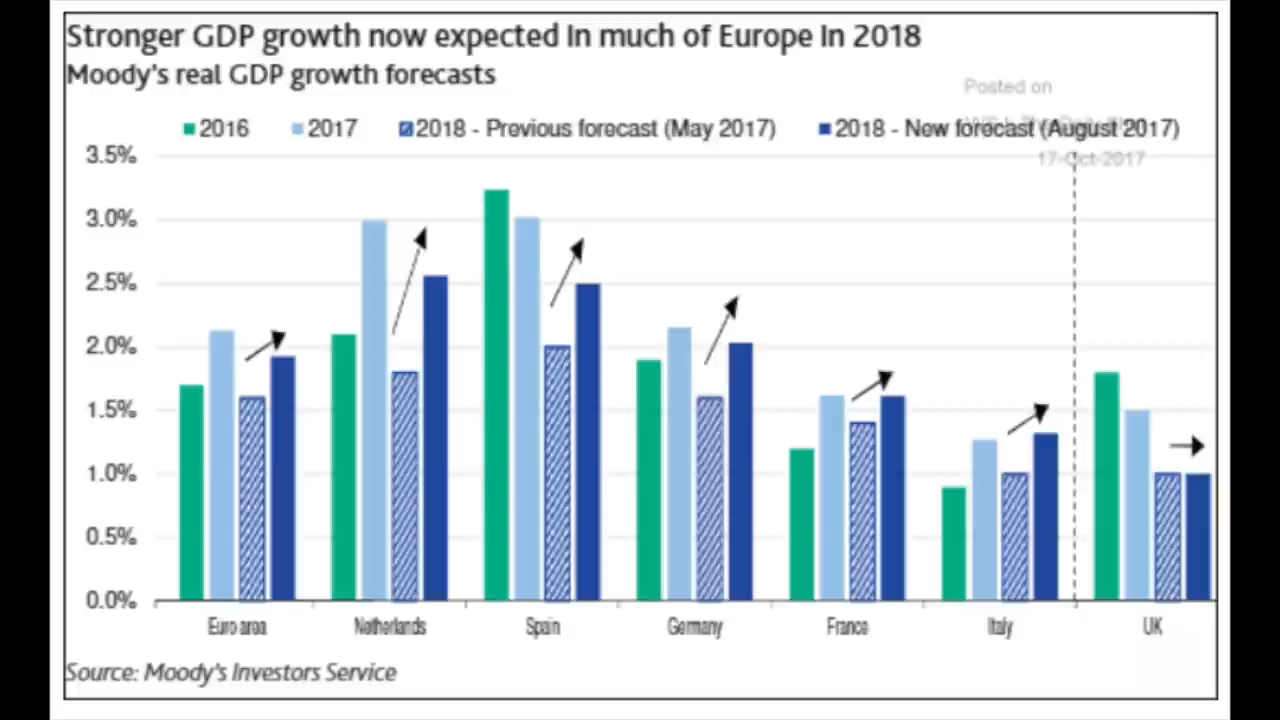 Stronger GDP growth now expected in much of Europe in 2018
Moody's real GDP growth forecasts
Posted on
2016 2017 2018 - Previous forecast (May 2017) 2018 - New forecast (August 2017)
17-Oct-2017
3.5%
3.0%
2.5%
2.0%
1.5%
1.0%
0.5%
0.0%
Euro area Netherlands Spain Germany France Italy UK
Source: Moody's Investors Service